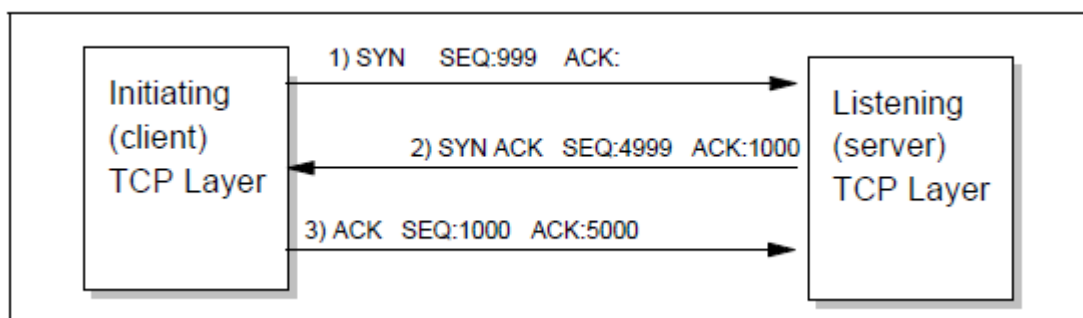 Initiating
(client)
TCP Layer
1) SYN SEQ:999 ACK:
2) SYN ACK SEQ:4999 ACK:1000
3) ACK SEQ:1000 ACK:5000
Listening
(server)
TCP Layer